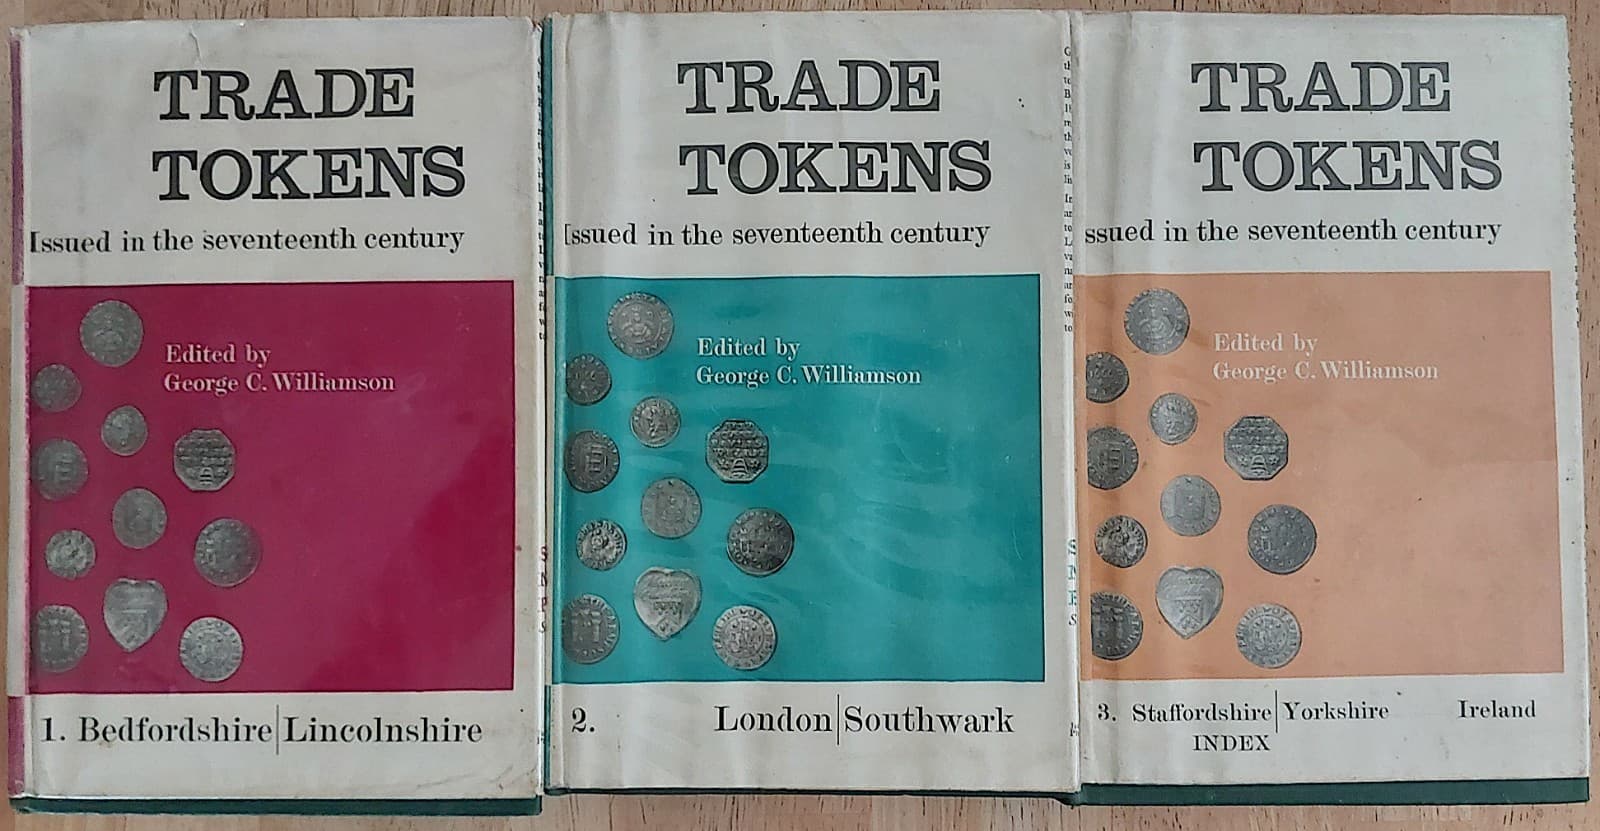 TRADE
TOKENS
Issued in the seventeenth century
Edited by
George C. Williamson
1. Bedfordshire|Lincolnshire
TRADE
TOKENS
Issued in the seventeenth century
Edited by
George C. Williamson
2. London|Southwark
TRADE
TOKENS
ssued in the seventeenth century
Edited by
George C. Williamson
3. Staffordshire|Yorkshire Ireland
INDEX